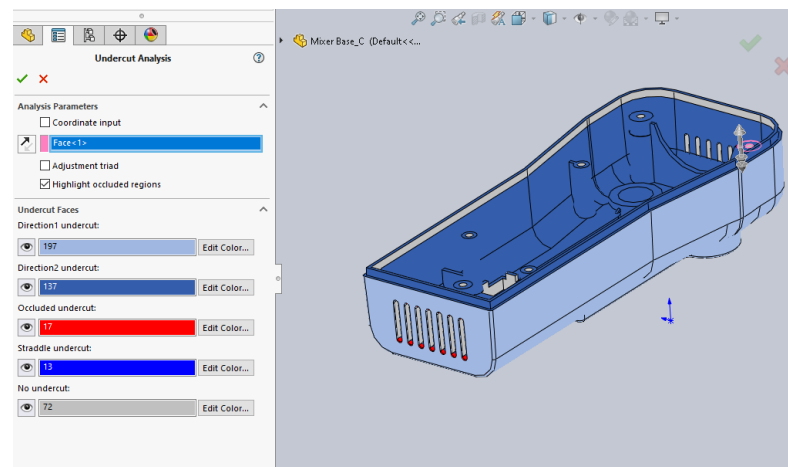 Mixer Base_C (Default<<...
Undercut Analysis
Analysis Parameters
Coordinate input
Face<1>
Adjustment triad
Highlight occluded regions
Undercut Faces
Direction1 undercut:
197
Edit Color...
Direction2 undercut:
137
Edit Color...
Occluded undercut:
17
Edit Color...
Straddle undercut:
13
Edit Color...
No undercut:
72
Edit Color...